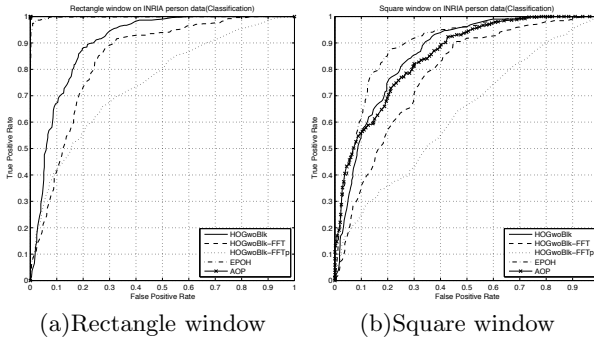 Rectangle window on INRIA person data(Classification)
1
0.9
0.8
0.7
0.6
0.5
0.4
0.3
0.2
0.1
0
True Positive Rate
HOGwoBlk
HOGwoBlk-FFT
HOGwoBlk-FFTp
EPOH
AOP
0 0.1 0.2 0.3 0.4 0.5 0.6 0.7 0.8 0.9 1
False Positive Rate
(a)Rectangle window
Square window on INRIA person data(Classification)
1
0.9
0.8
0.7
0.6
0.5
0.4
0.3
0.2
0.1
0
True Positive Rate
HOGwoBlk
HOGwoBlk-FFT
HOGwoBlk-FFTp
EPOH
AOP
0 0.1 0.2 0.3 0.4 0.5 0.6 0.7 0.8 0.9
False Positive Rate
(b)Square window